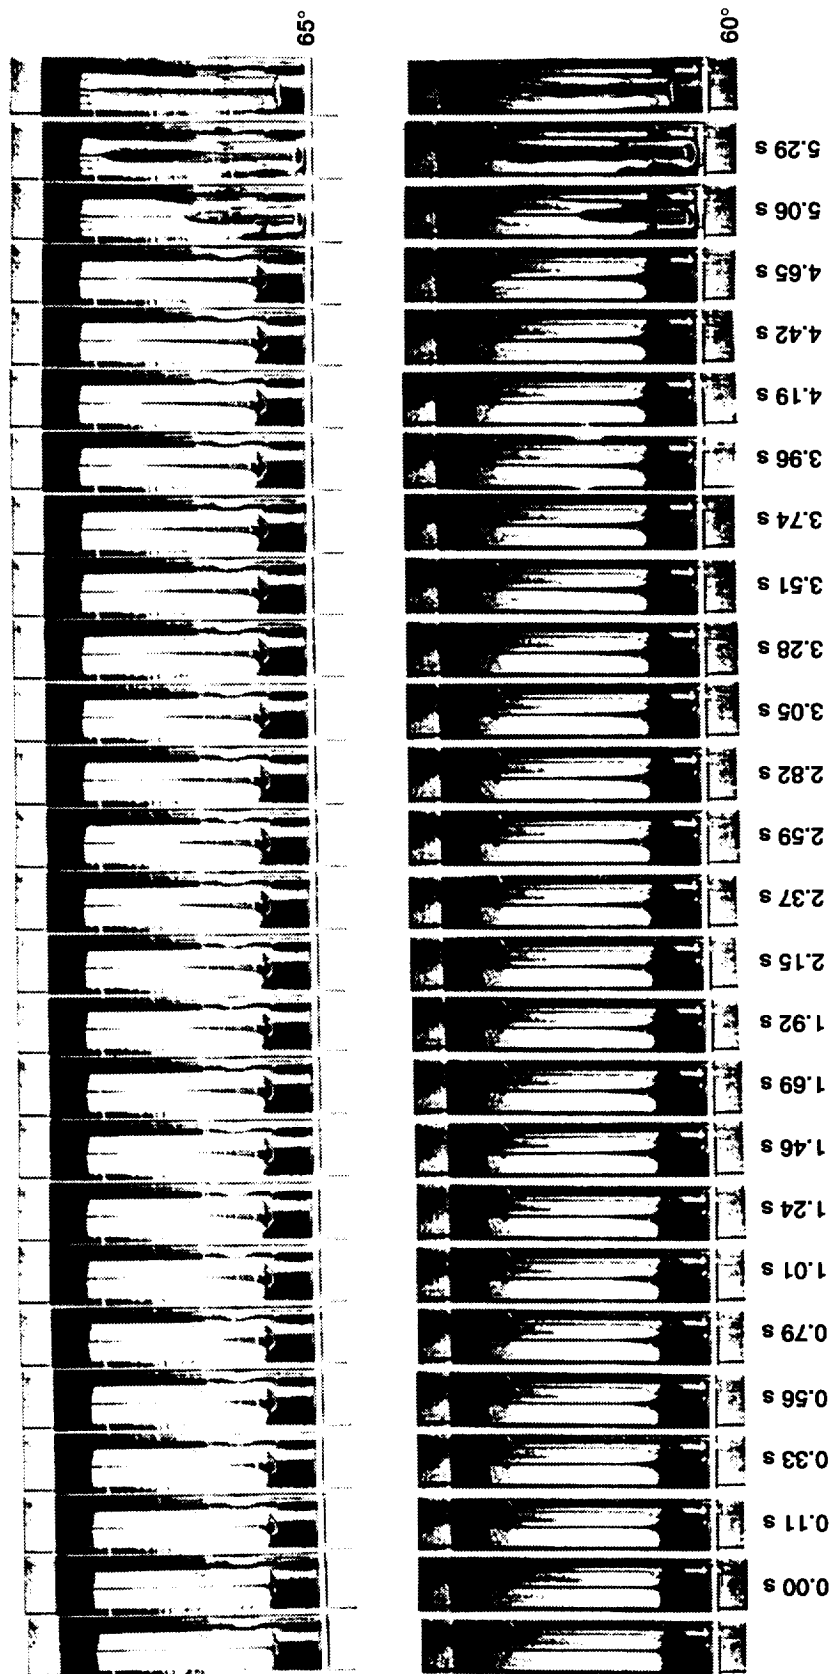 65°
60°
5.29 s
5.06 s
4.65 s
4.42 s
4.19 s
3.96 s
3.74 s
3.51 s
3.28 s
3.05 s
2.82 s
2.59 s
2.37 s
2.15 s
1.92 s
1.69 s
1.46 s
1.24 s
1.01 s
0.79 s
0.56 s
0.33 s
0.11 s
0.00 s